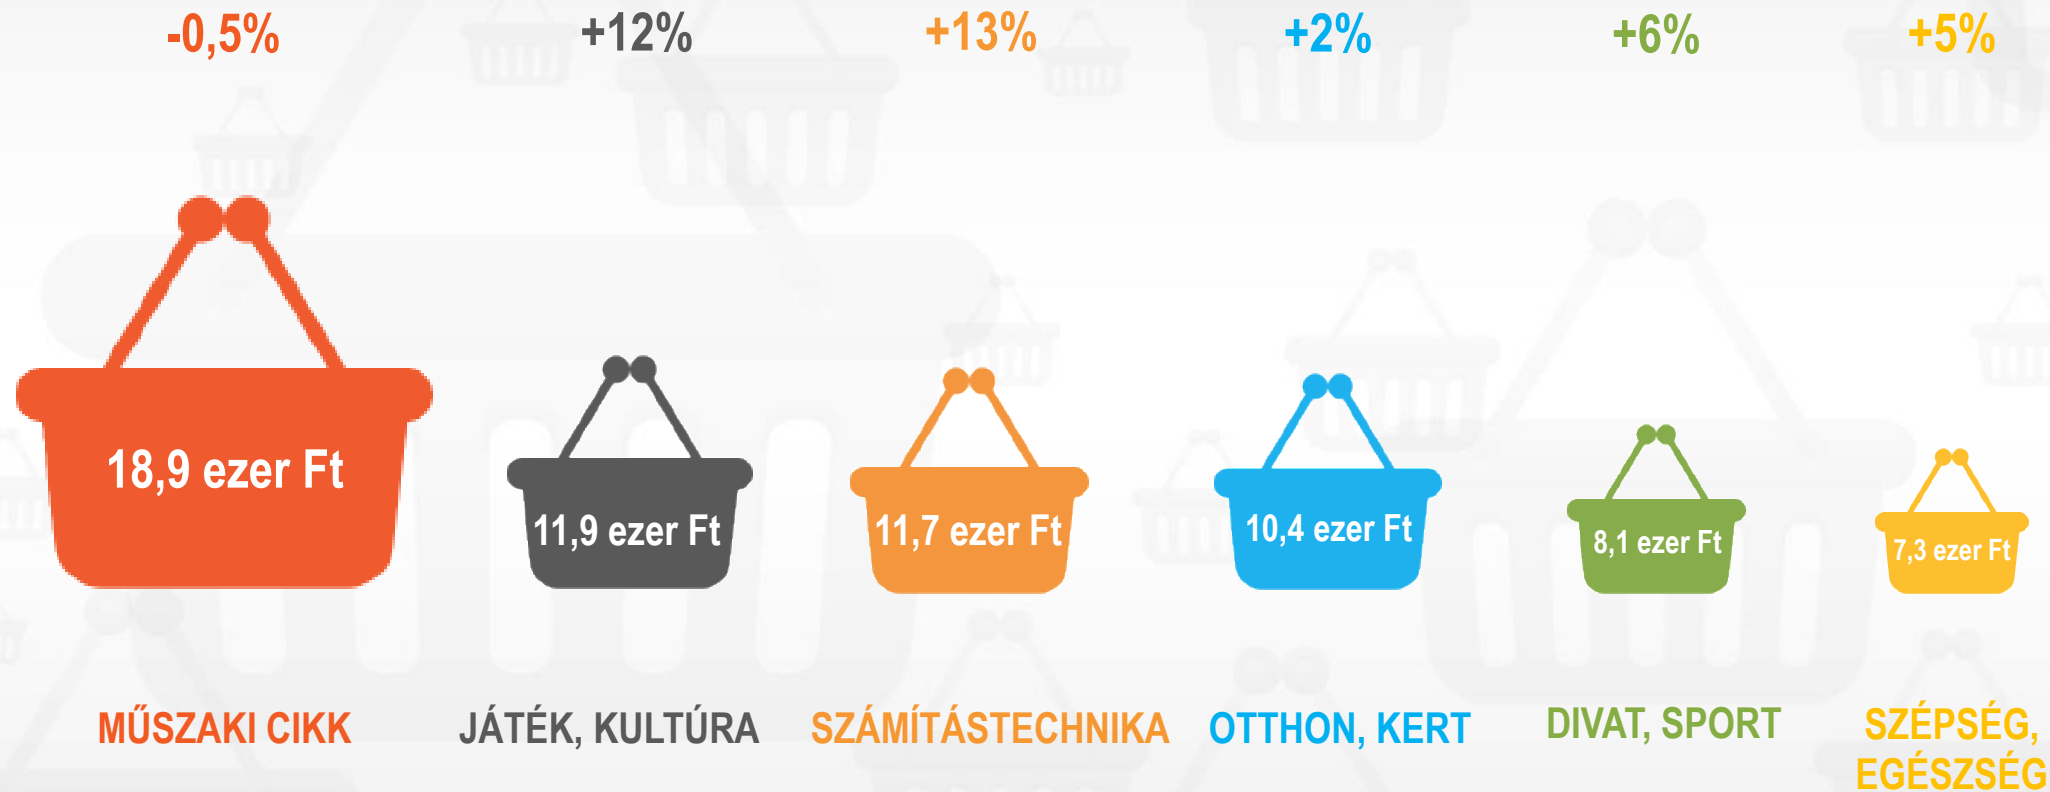 -0,5%
+12%
+13%
+2%
+6%
+5%
18,9 ezer Ft
11,9 ezer Ft
11,7 ezer Ft
10,4 ezer Ft
8,1 ezer Ft
7,3 ezer Ft
MŰSZAKI CIKK
JÁTÉK, KULTÚRA
SZÁMÍTÁSTECHNIKA
OTTHON, KERT
DIVAT, SPORT
SZÉPSÉG,
EGÉSZSÉG